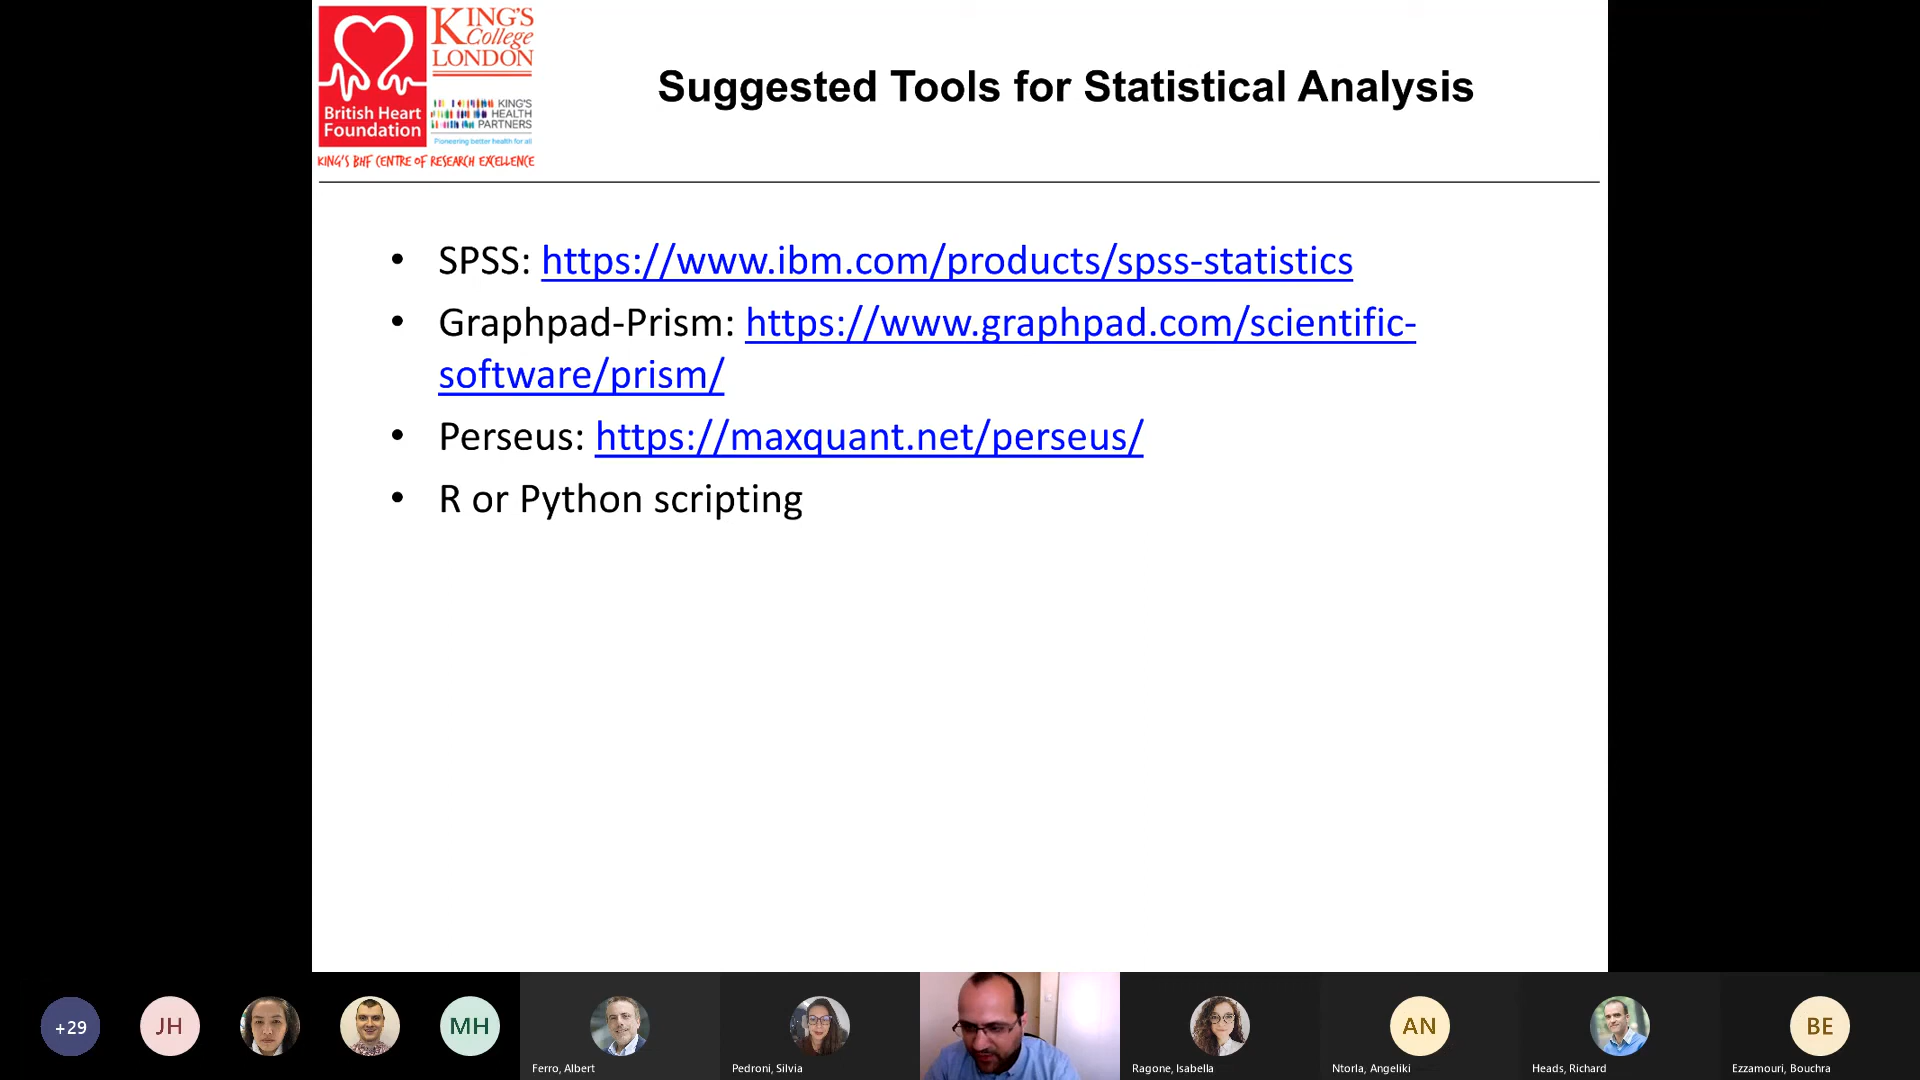 KING'S
College
LONDON
British Heart
Foundation
KING'S
HEALTH
PARTNERS
Pioneering better health for all
KING'S BHF CENTRE OF RESEARCH EXCELLENCE
Suggested Tools for Statistical Analysis
• SPSS: https://www.ibm.com/products/spss-statistics
• Graphpad-Prism: https://www.graphpad.com/scientific-
software/prism/
• Perseus: https://maxquant.net/perseus/
• R or Python scripting
+29
JH
MH
AN
BE
Ferro, Albert
Pedroni, Silvia
Ragone, Isabella
Ntorla, Angeliki
Heads, Richard
Ezzamouri, Bouchra